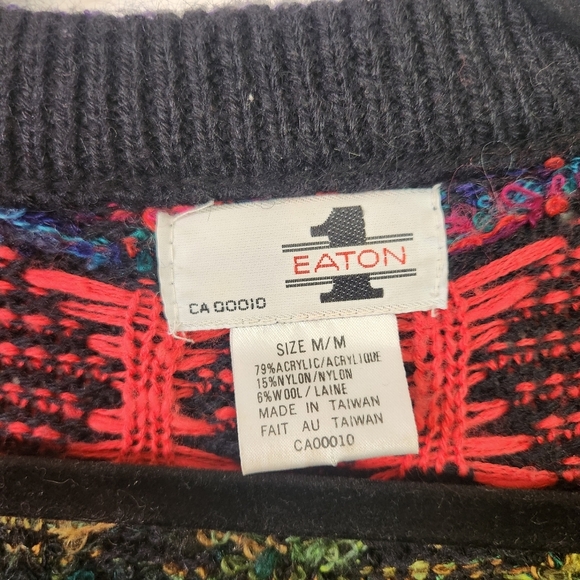 1
EATON
CA 00010
SIZE M/M
79%ACRYLIC/ACRYLIQUE
15%NYLON/NYLON
6%WOOL/LAINE
MADE IN TAIWAN
FAIT AU TAIWAN
CA00010